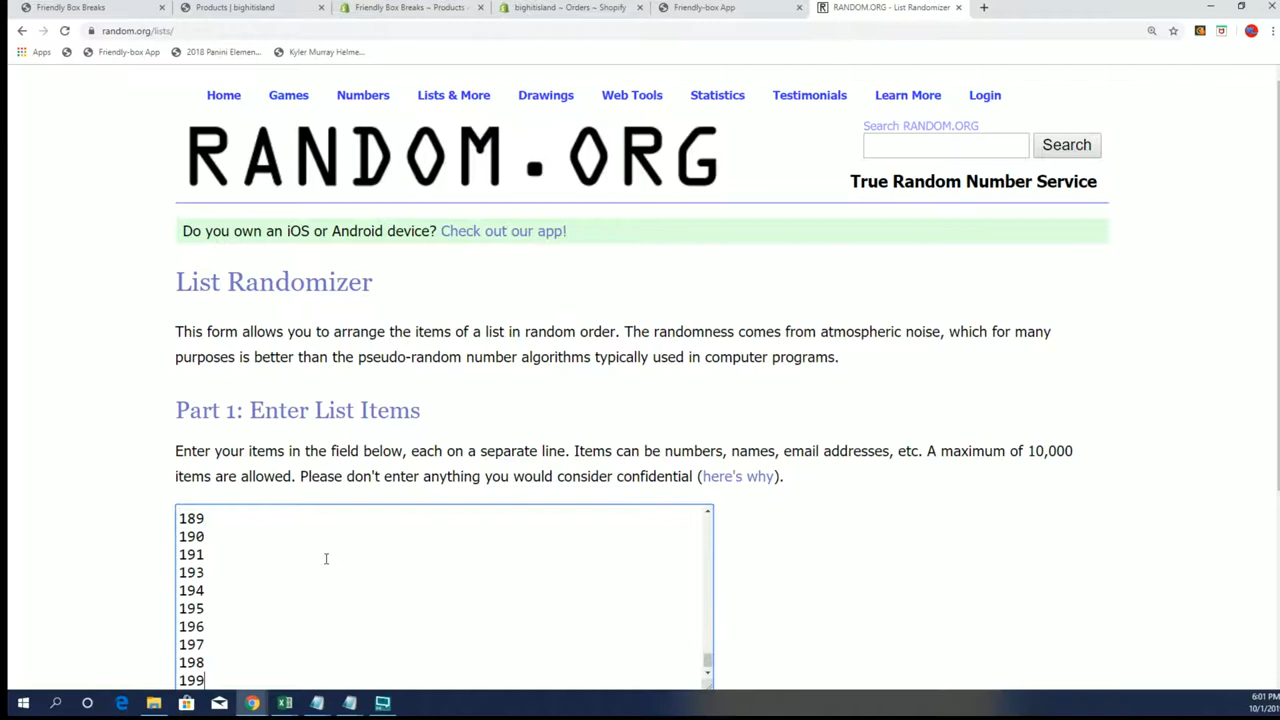 Friendly Box Breaks
Products | bighitisland
Friendly Box Breaks ~ Products
bighitisland ~ Orders ~ Shopify
Friendly-box App
RANDOM.ORG - List Randomizer
random.org/lists/
Apps
Friendly-box App
2018 Panini Elemen...
Kyler Murray Helme...
Home Games Numbers Lists & More Drawings Web Tools Statistics Testimonials Learn More Login
RANDOM.ORG
Search RANDOM.ORG
Search
True Random Number Service
Do you own an iOS or Android device? Check out our app!
List Randomizer
This form allows you to arrange the items of a list in random order. The randomness comes from atmospheric noise, which for many
purposes is better than the pseudo-random number algorithms typically used in computer programs.
Part 1: Enter List Items
Enter your items in the field below, each on a separate line. Items can be numbers, names, email addresses, etc. A maximum of 10,000
items are allowed. Please don't enter anything you would consider confidential (here's why).
189
190
191
193
194
195
196
197
198
199
6:01 PM
10/1/20